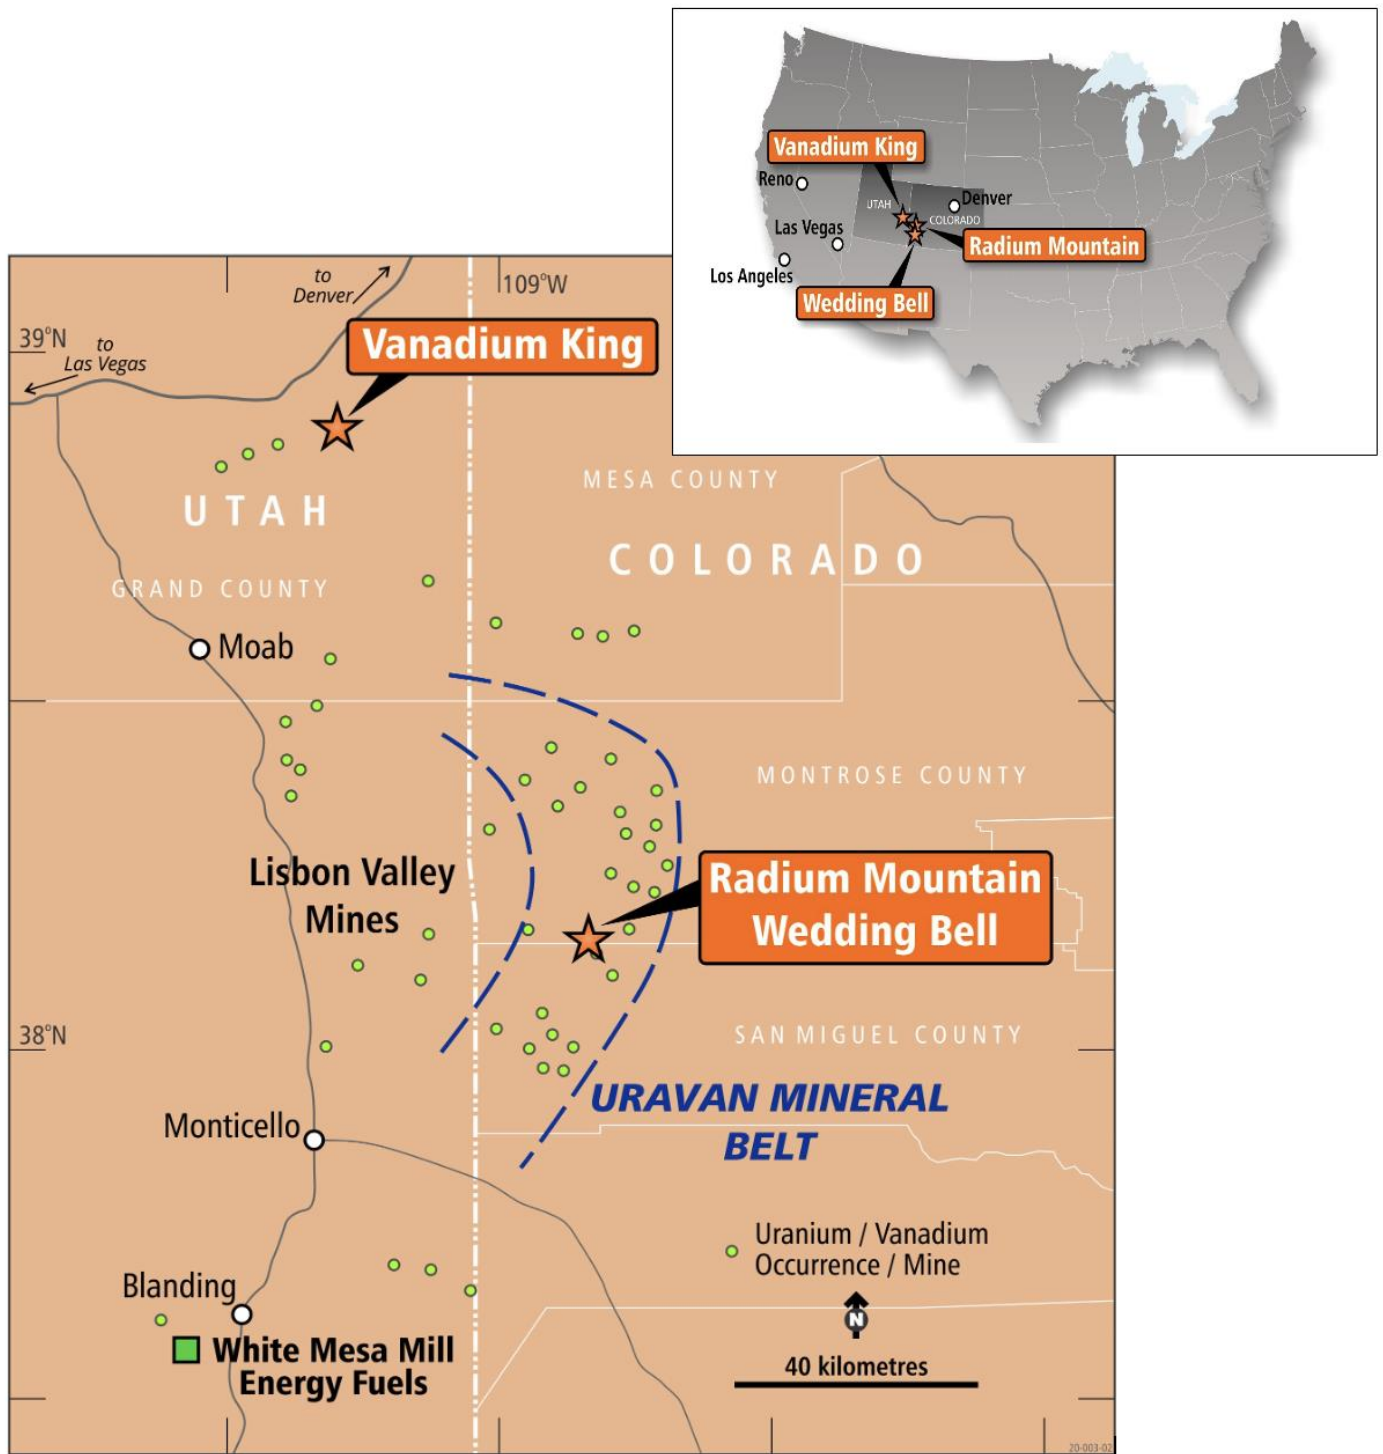 Vanadium King
Reno
UTAH
Denver
COLORADO
Las Vegas
Radium Mountain
Los Angeles
Wedding Bell
to
Denver
109°W
39°N
to
Las Vegas
Vanadium King
MESA COUNTY
UTAH
COLORADO
GRAND COUNTY
Moab
MONTROSE COUNTY
Lisbon Valley
Mines
Radium Mountain
Wedding Bell
38°N
SAN MIGUEL COUNTY
URAVAN MINERAL
BELT
Monticello
Uranium / Vanadium
Occurrence / Mine
Blanding
N
White Mesa Mill
Energy Fuels
40 kilometres
20-003-02